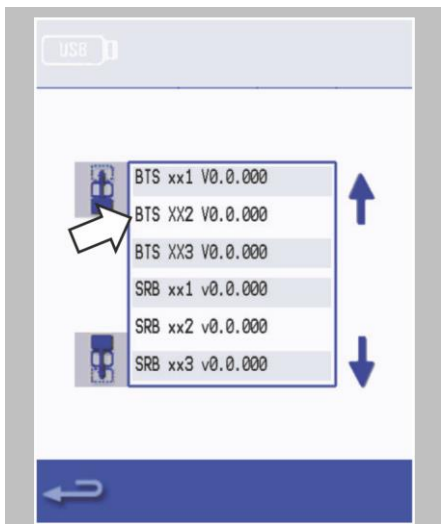 USB
BTS xx1 V0.0.000
BTS XX2 V0.0.000
BTS XX3 V0.0.000
SRB xx1 v0.0.000
SRB xx2 v0.0.000
SRB xx3 v0.0.000